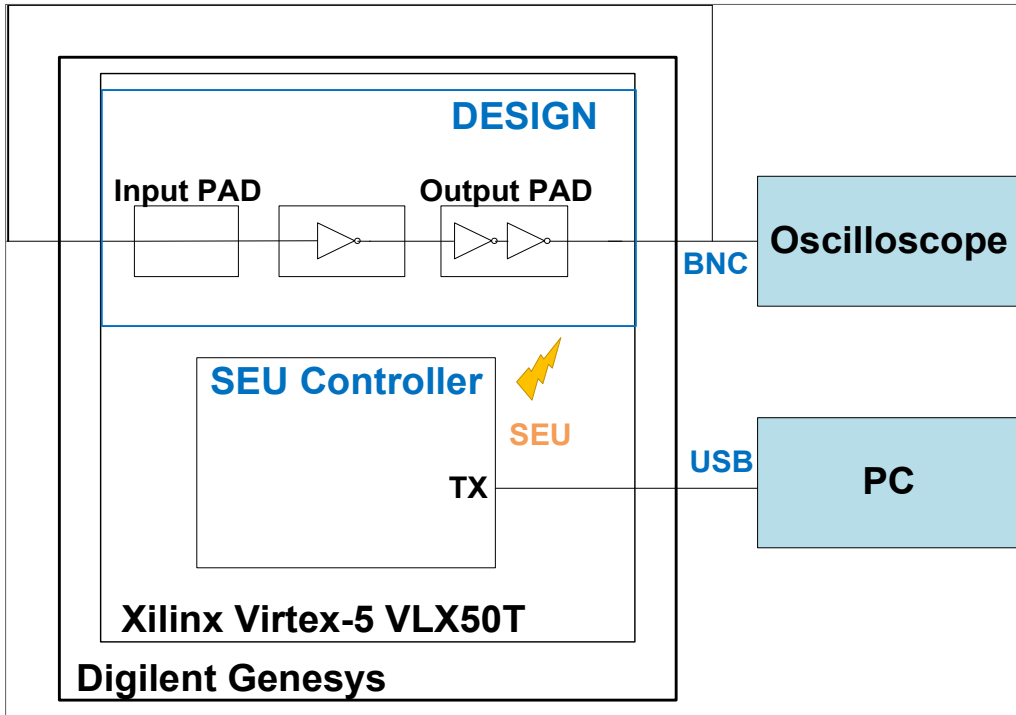 DESIGN
Input PAD
Output PAD
Oscilloscope
BNC
SEU Controller
SEU
USB
TX
PC
Xilinx Virtex-5 VLX50T
Digilent Genesys